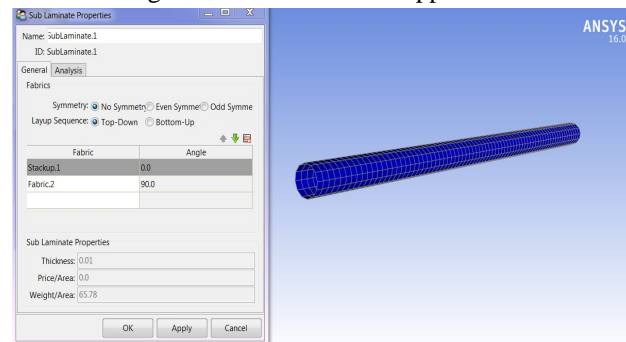 Sub Laminate Properties
Name: SubLaminate.1
ID: SubLaminate.1
General Analysis
Fabrics
Symmetry: No Symmetry Even Symmet Odd Symme
Layup Sequence: Top-Down Bottom-Up
Fabric Angle
Stackup.1 0.0
Fabric.2 90.0
Sub Laminate Properties
Thickness: 0.01
Price/Area: 0.0
Weight/Area: 65.78
OK Apply Cancel
ANSYS
16.0